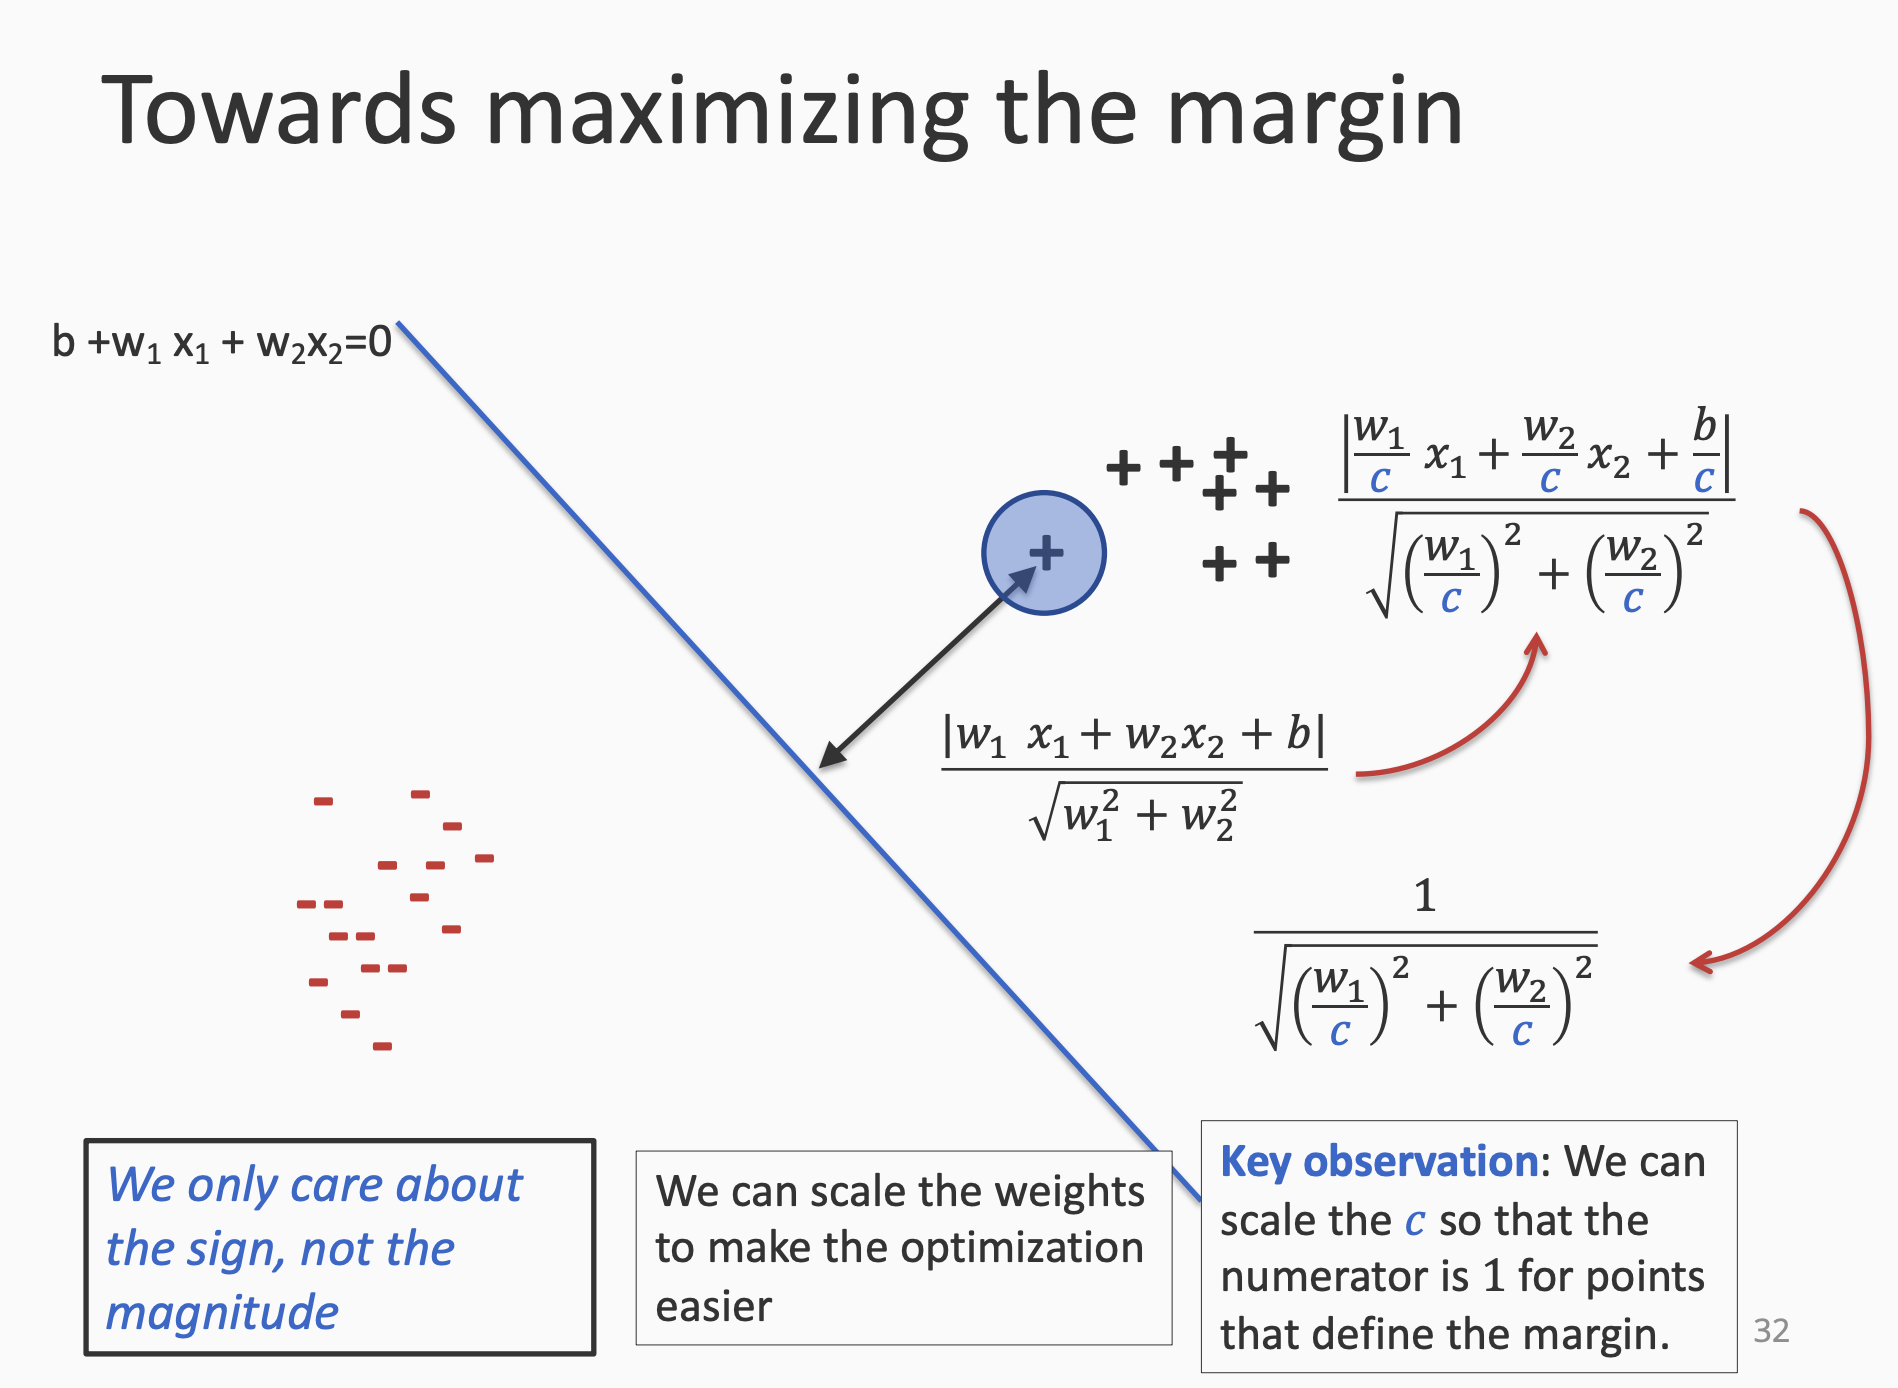 Towards maximizing the margin
b +w₁ x₁ + w₂x₂=0
|w₁/c x₁ + w₂/c x₂ + b/c|
√((w₁/c)² + (w₂/c)²)
|w₁ x₁ + w₂x₂ + b|
√(w₁² + w₂²)
1
√((w₁/c)² + (w₂/c)²)
We only care about
the sign, not the
magnitude
We can scale the weights
to make the optimization
easier
Key observation: We can
scale the c so that the
numerator is 1 for points
that define the margin.
32